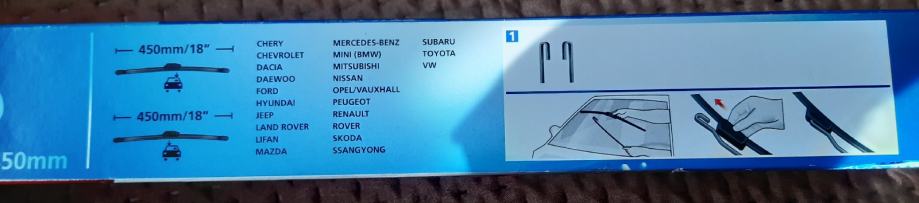 50mm
450mm/18"
450mm/18"
CHERY
CHEVROLET
DACIA
DAEWOO
FORD
HYUNDAI
JEEP
LAND ROVER
LIFAN
MAZDA
MERCEDES-BENZ
MINI (BMW)
MITSUBISHI
NISSAN
OPEL/VAUXHALL
PEUGEOT
RENAULT
ROVER
SKODA
SSANGYONG
SUBARU
TOYOTA
VW
1